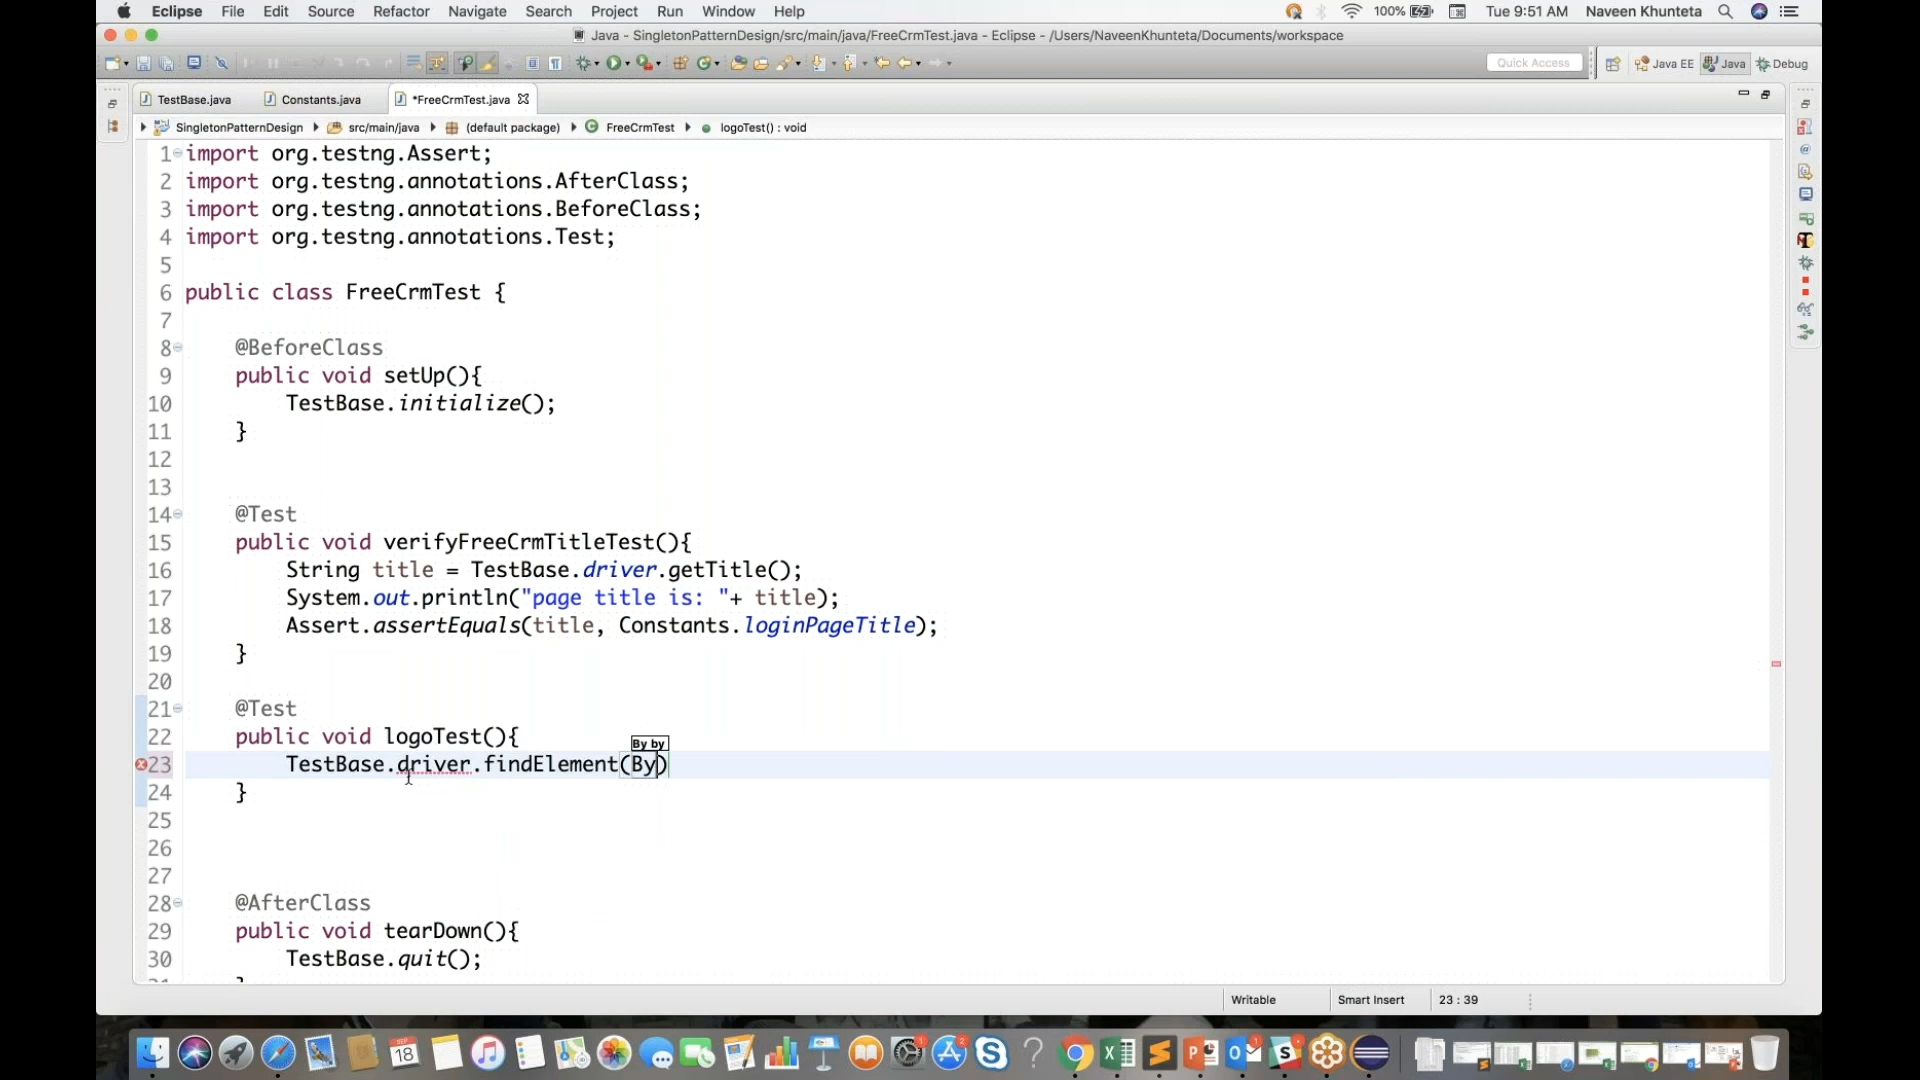 Eclipse File Edit Source Refactor Navigate Search Project Run Window Help 100% Tue 9:51 AM Naveen Khunteta
Java - SingletonPatternDesign/src/main/java/FreeCrmTest.java - Eclipse - /Users/NaveenKhunteta/Documents/workspace
Quick Access Java EE Java Debug
TestBase.java Constants.java *FreeCrmTest.java
SingletonPatternDesign src/main/java (default package) FreeCrmTest logoTest() : void
1 import org.testng.Assert;
2 import org.testng.annotations.AfterClass;
3 import org.testng.annotations.BeforeClass;
4 import org.testng.annotations.Test;
5
6 public class FreeCrmTest {
7
8 @BeforeClass
9 public void setUp(){
10 TestBase.initialize();
11 }
12
13
14 @Test
15 public void verifyFreeCrmTitleTest(){
16 String title = TestBase.driver.getTitle();
17 System.out.println("page title is: "+ title);
18 Assert.assertEquals(title, Constants.loginPageTitle);
19 }
20
21 @Test
22 public void logoTest(){
By by
23 TestBase.driver.findElement(By)
24 }
25
26
27
28 @AfterClass
29 public void tearDown(){
30 TestBase.quit();
Writable Smart Insert 23 : 39
SEP
18